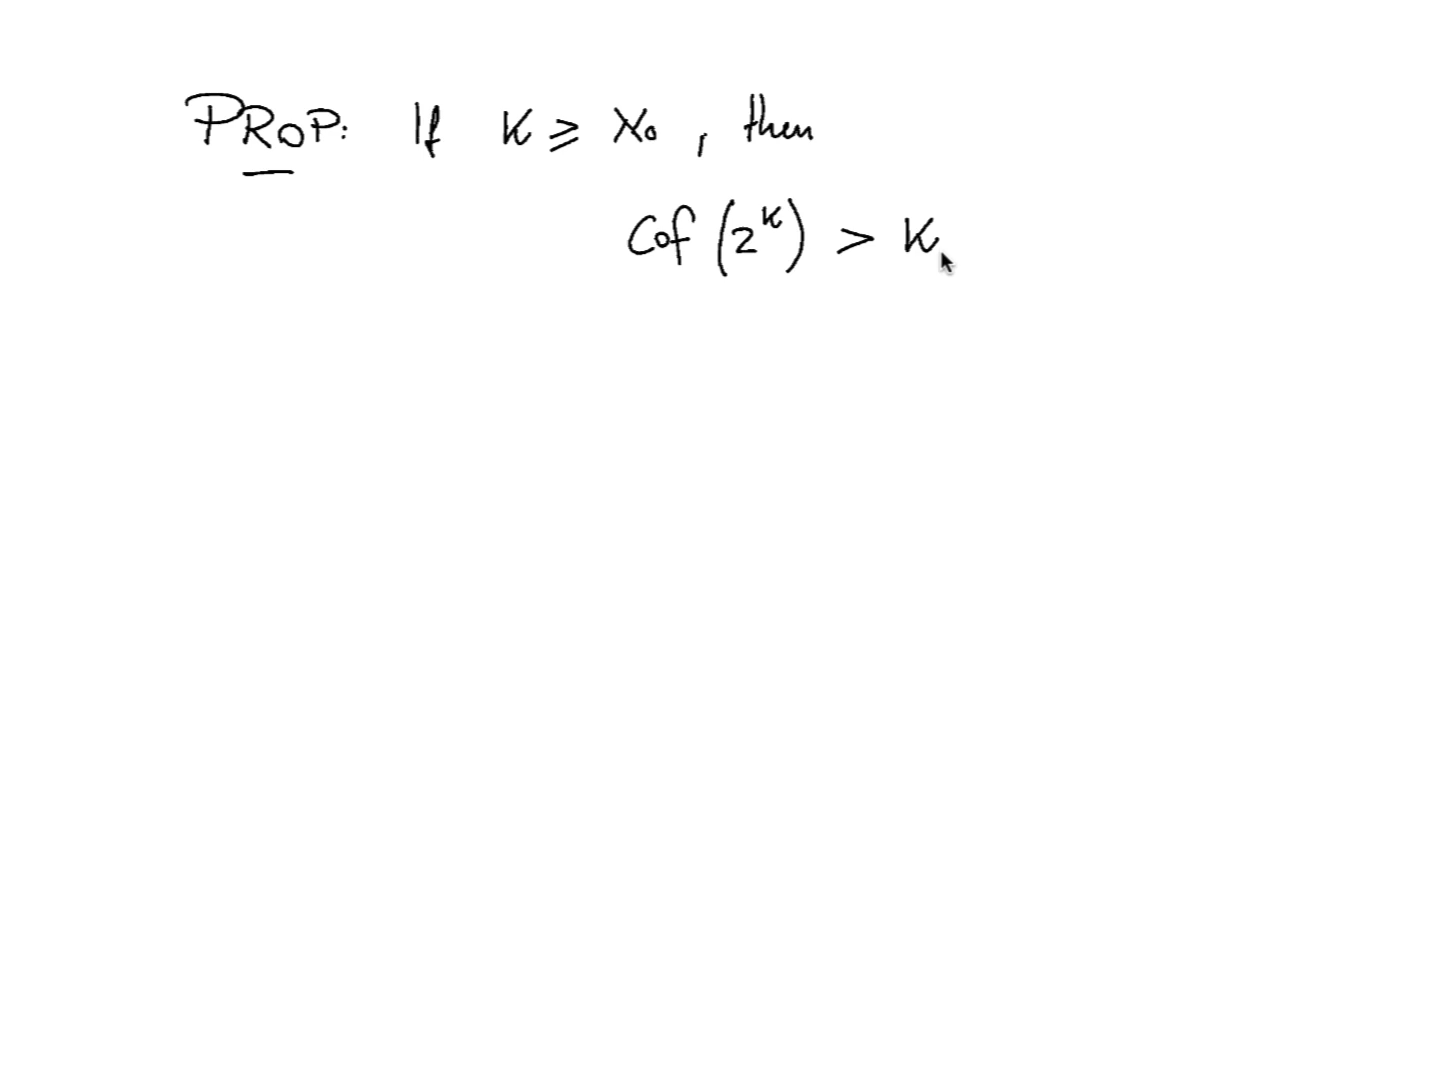 PROP: If κ ≥ ℵ₀, then
Cof (2^κ) > κ